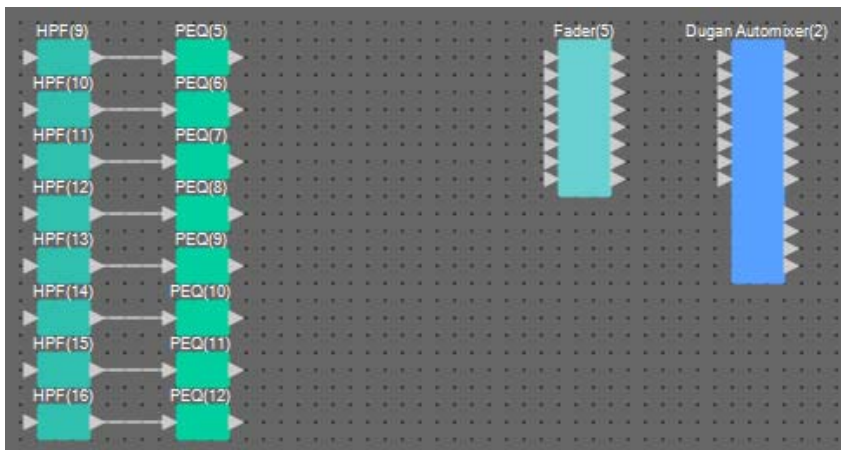 HPF(9) PEQ(5) Fader(5) Dugan Automixer(2)
HPF(10) PEQ(6)
HPF(11) PEQ(7)
HPF(12) PEQ(8)
HPF(13) PEQ(9)
HPF(14) PEQ(10)
HPF(15) PEQ(11)
HPF(16) PEQ(12)